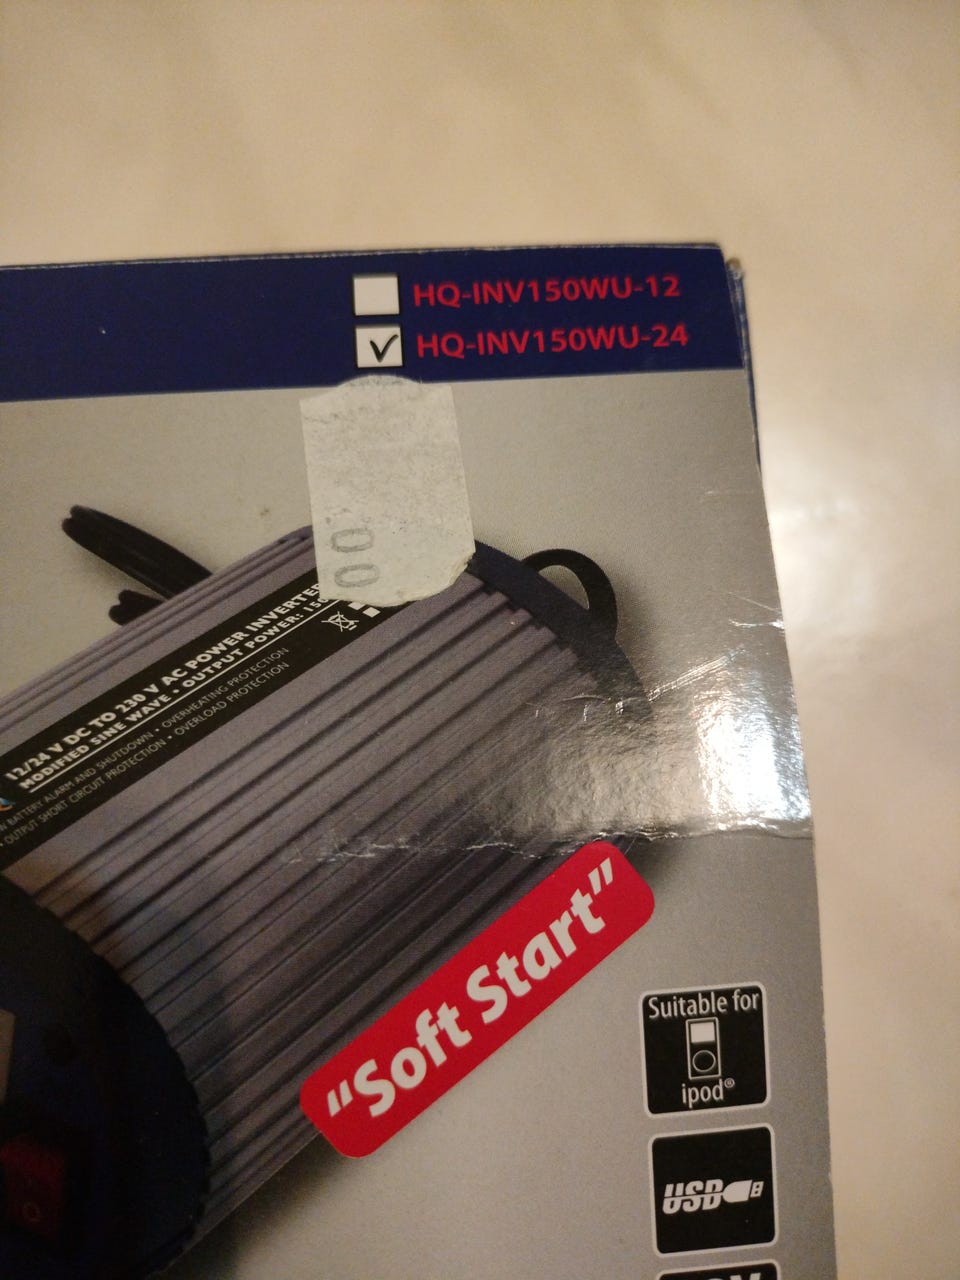 HQ-INV150WU-12
HQ-INV150WU-24
00
12/24 V DC TO 230 V AC POWER INVERTER
MODIFIED SINE WAVE • OUTPUT POWER: 150
BATTERY ALARM AND SHUTDOWN • OVERHEATING PROTECTION
• OUTPUT SHORT CIRCUIT PROTECTION • OVERLOAD PROTECTION
"Soft Start"
Suitable for
ipod®
USB